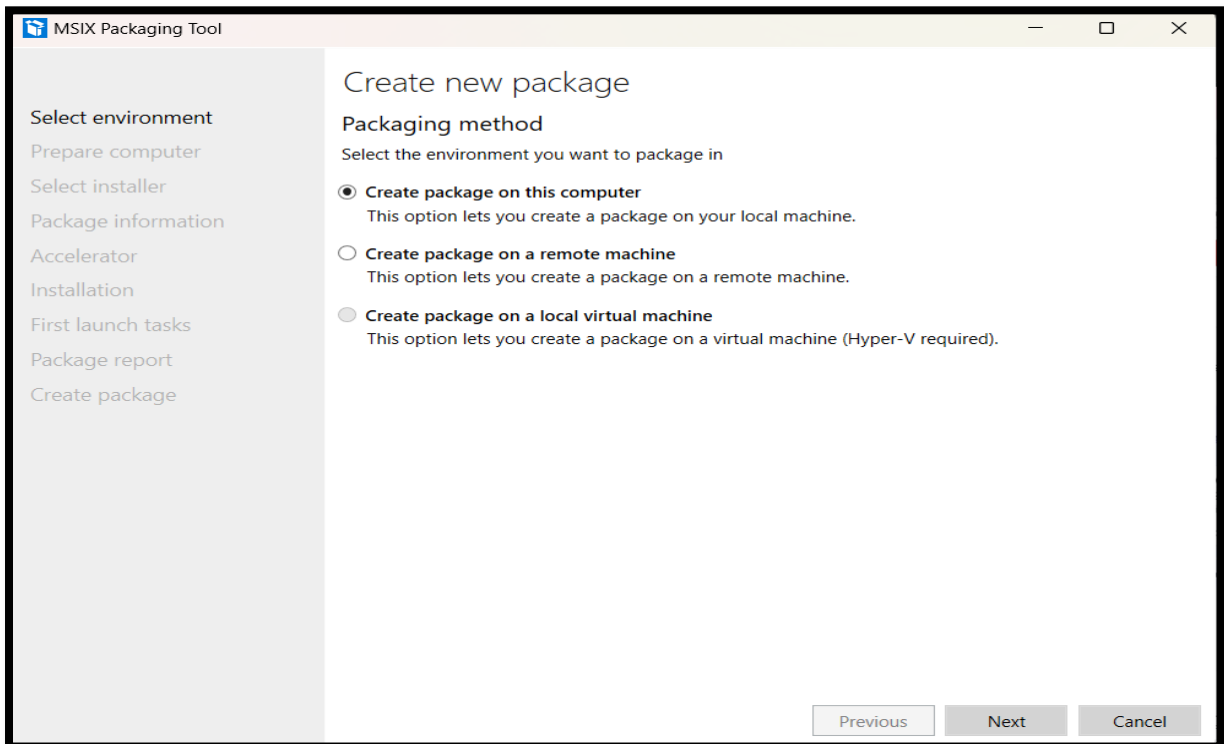 MSIX Packaging Tool
Select environment
Prepare computer
Select installer
Package information
Accelerator
Installation
First launch tasks
Package report
Create package
Create new package
Packaging method
Select the environment you want to package in
Create package on this computer
This option lets you create a package on your local machine.
Create package on a remote machine
This option lets you create a package on a remote machine.
Create package on a local virtual machine
This option lets you create a package on a virtual machine (Hyper-V required).
Previous Next Cancel